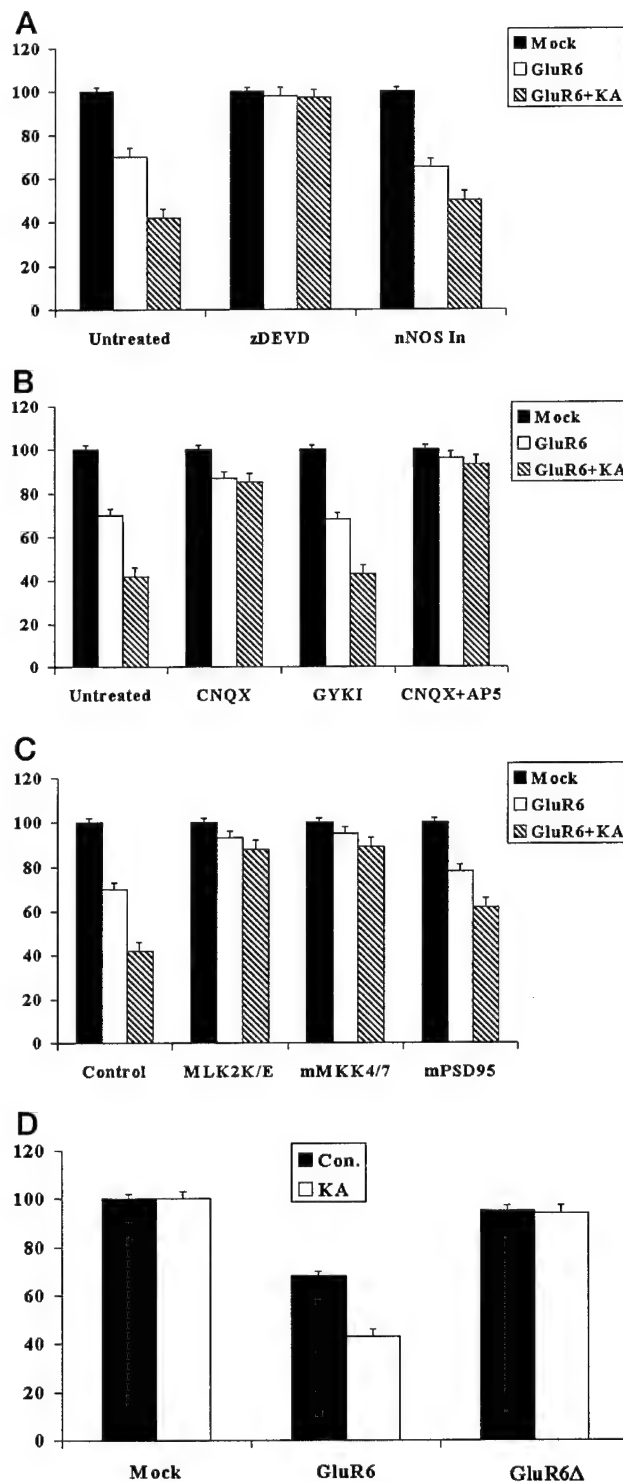 A
120
100
80
60
40
20
0
Mock
GluR6
GluR6+KA
Untreated zDEVD nNOS In
B
120
100
80
60
40
20
0
Mock
GluR6
GluR6+KA
Untreated CNQX GYKI CNQX+AP5
C
120
100
80
60
40
20
0
Mock
GluR6
GluR6+KA
Control MLK2K/E mMKK4/7 mPSD95
D
120
100
80
60
40
20
0
Con.
KA
Mock GluR6 GluR6Δ